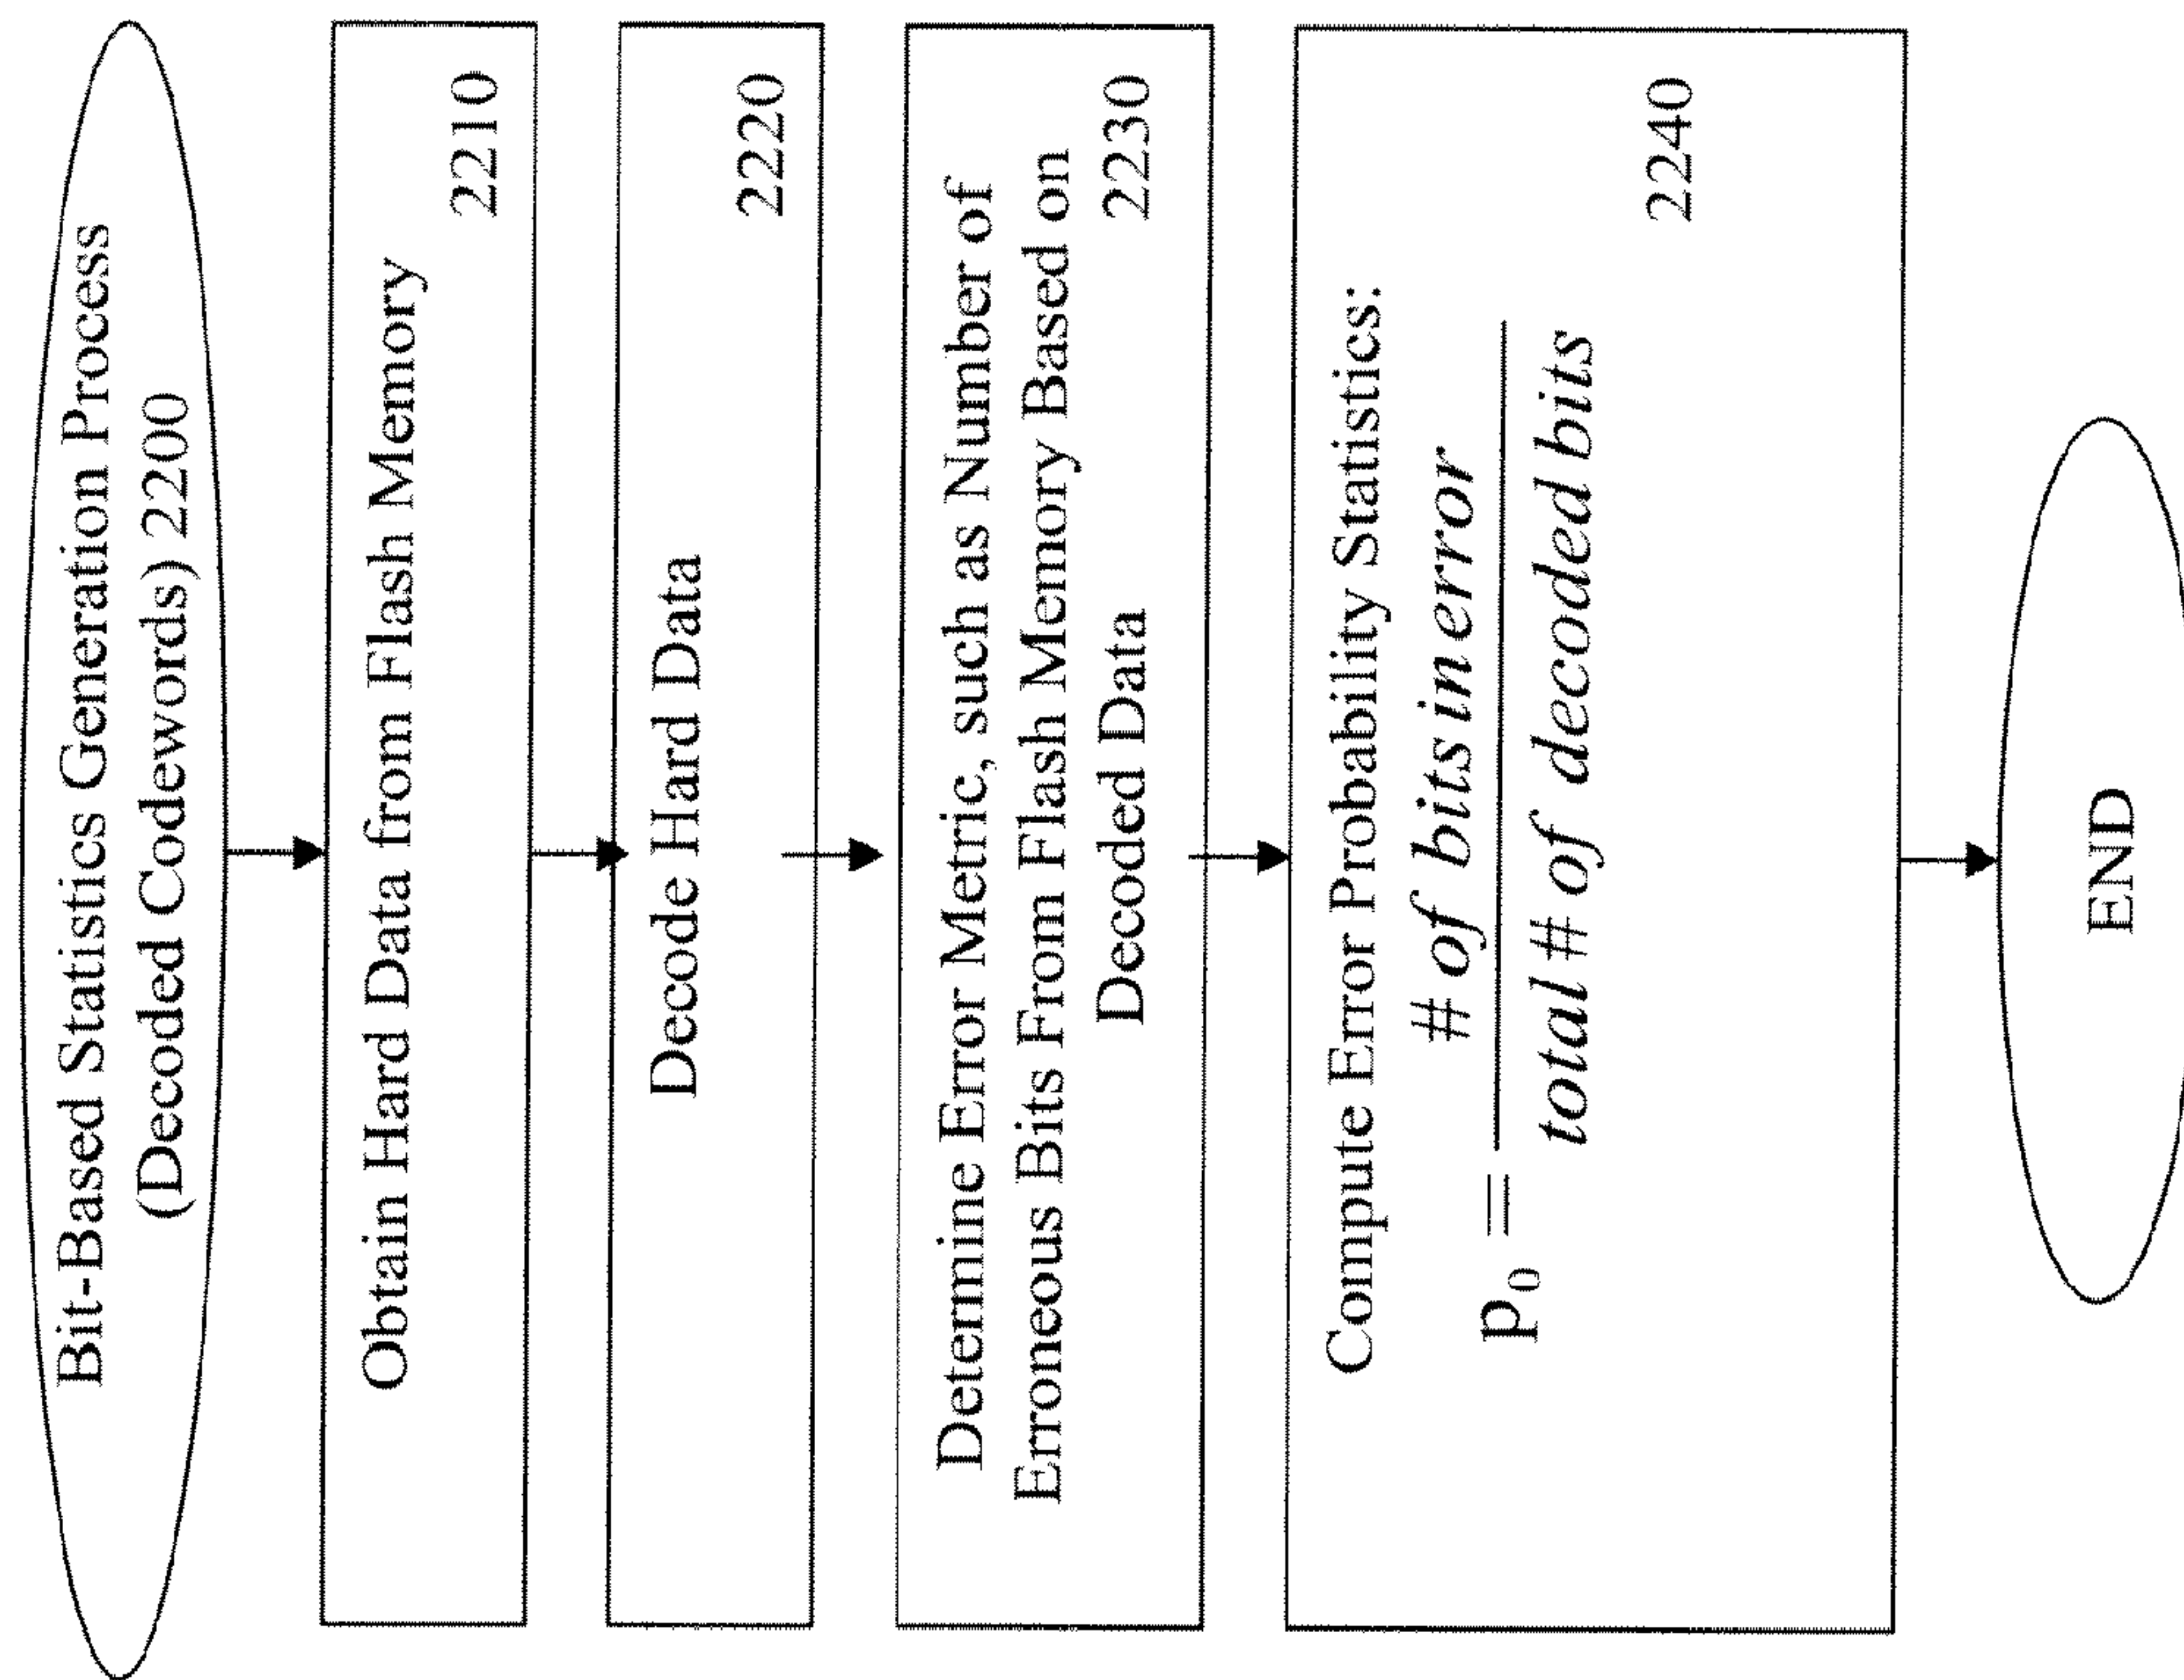 Bit-Based Statistics Generation Process
(Decoded Codewords) 2200
Obtain Hard Data from Flash Memory
2210
Decode Hard Data
2220
Determine Error Metric, such as Number of
Erroneous Bits From Flash Memory Based on
Decoded Data
2230
Compute Error Probability Statistics:
p₀ = # of bits in error
total # of decoded bits
2240
END